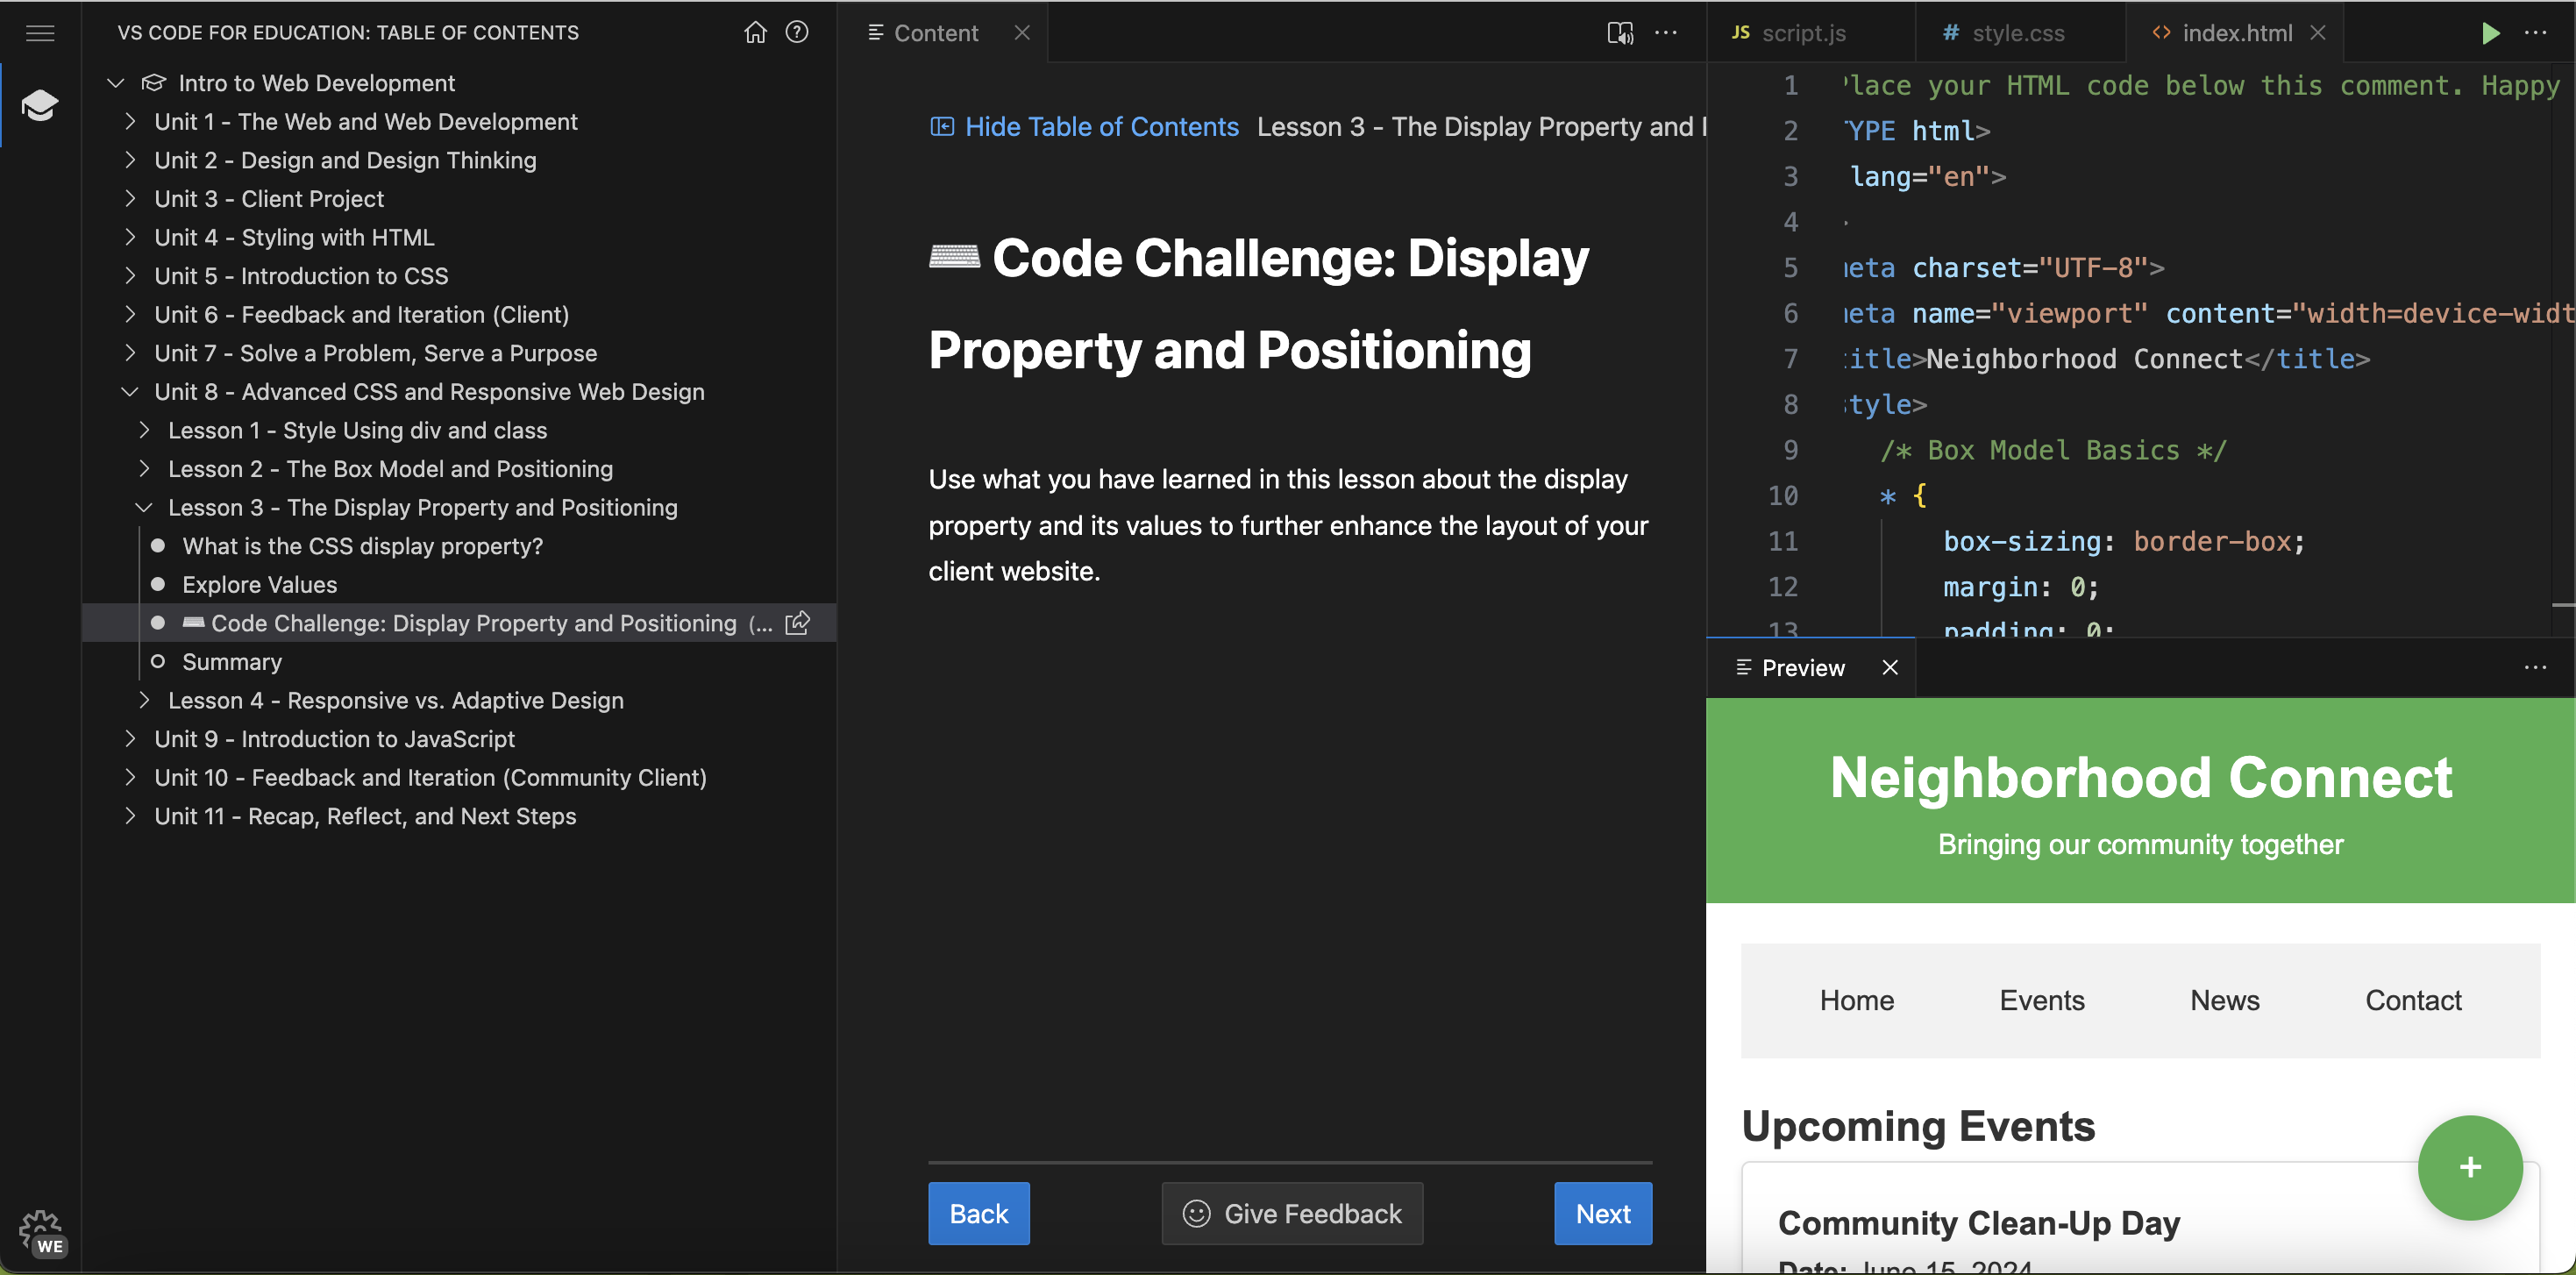 VS CODE FOR EDUCATION: TABLE OF CONTENTS
Intro to Web Development
Unit 1 - The Web and Web Development
Unit 2 - Design and Design Thinking
Unit 3 - Client Project
Unit 4 - Styling with HTML
Unit 5 - Introduction to CSS
Unit 6 - Feedback and Iteration (Client)
Unit 7 - Solve a Problem, Serve a Purpose
Unit 8 - Advanced CSS and Responsive Web Design
Lesson 1 - Style Using div and class
Lesson 2 - The Box Model and Positioning
Lesson 3 - The Display Property and Positioning
What is the CSS display property?
Explore Values
Code Challenge: Display Property and Positioning (...
Summary
Lesson 4 - Responsive vs. Adaptive Design
Unit 9 - Introduction to JavaScript
Unit 10 - Feedback and Iteration (Community Client)
Unit 11 - Recap, Reflect, and Next Steps
WE
Content
Hide Table of Contents Lesson 3 - The Display Property and
Code Challenge: Display
Property and Positioning
Use what you have learned in this lesson about the display
property and its values to further enhance the layout of your
client website.
Back
Give Feedback
Next
JS script.js
# style.css
<> index.html
1 lace your HTML code below this comment. Happy
2 YPE html>
3 lang="en">
4
5 eta charset="UTF-8">
6 eta name="viewport" content="width=device-widt
7 itle>Neighborhood Connect</title>
8 tyle>
9 /* Box Model Basics */
10 * {
11 box-sizing: border-box;
12 margin: 0;
13 padding: 0;
Preview
Neighborhood Connect
Bringing our community together
Home
Events
News
Contact
Upcoming Events
+
Community Clean-Up Day
Date: June 15, 2024